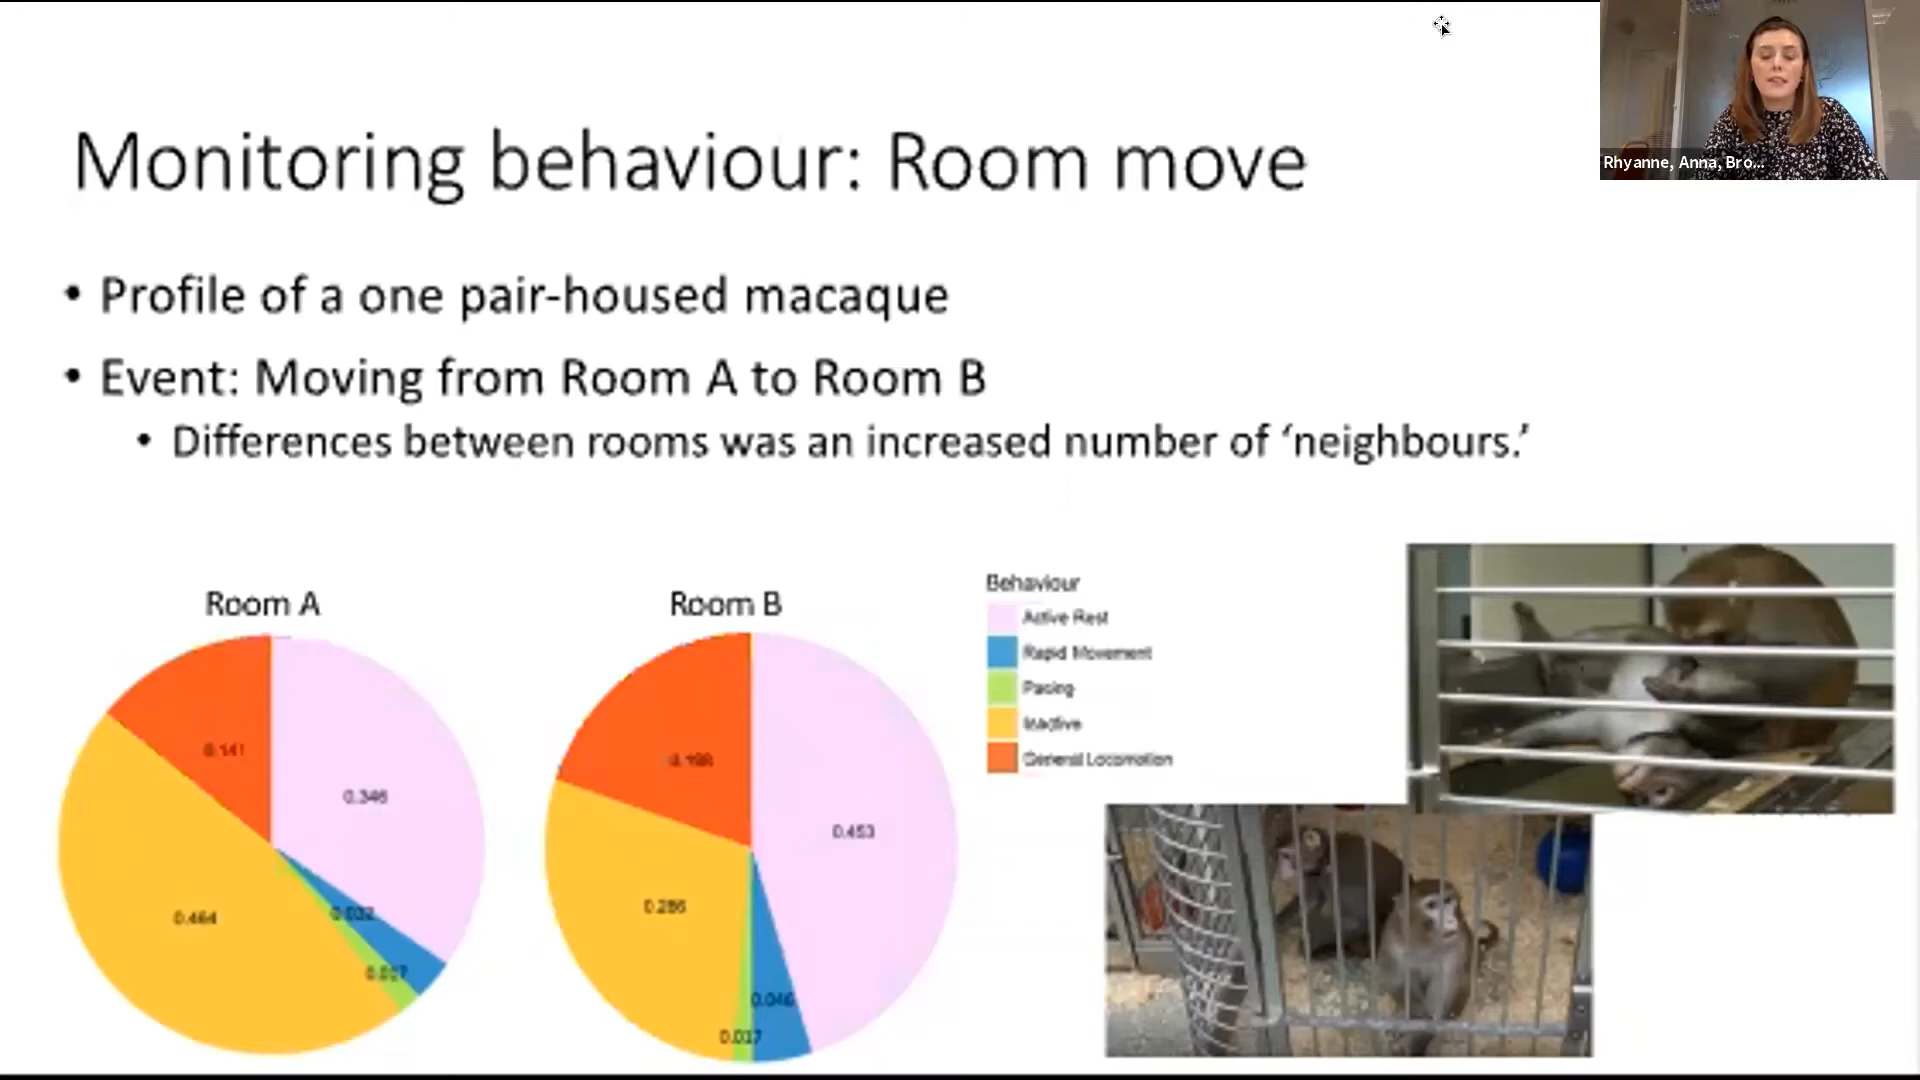 Rhyanne, Anna, Bro...
Monitoring behaviour: Room move
• Profile of a one pair-housed macaque
• Event: Moving from Room A to Room B
• Differences between rooms was an increased number of ‘neighbours.’
Room A
0.141
0.346
0.032
0.464
Room B
0.453
0.286
0.046
0.017
Behaviour
Active Rest
Rapid Movement
Pacing
Inactive
General Locomotion